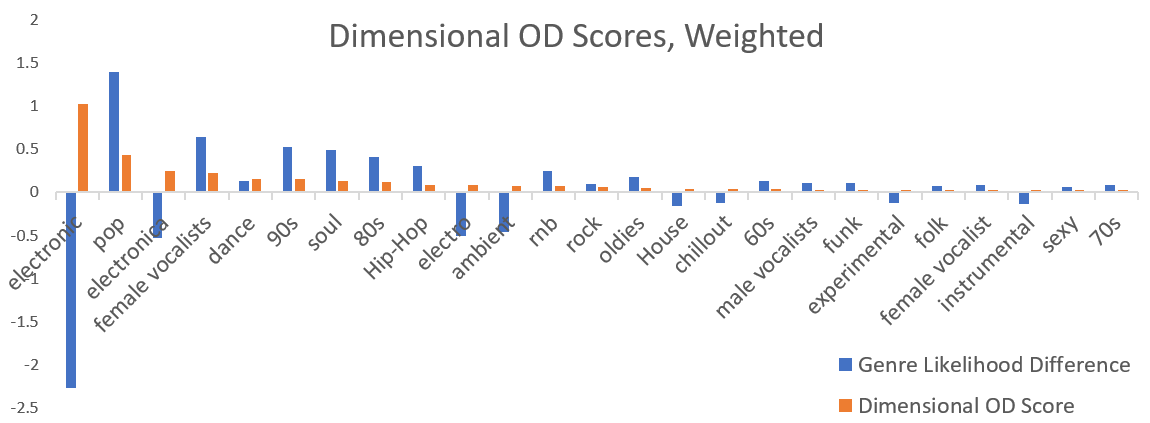 Dimensional OD Scores, Weighted
2
1.5
1
0.5
0
-0.5
-1
-1.5
-2
-2.5
electronic
pop
electronica
female vocalists
dance
90s
soul
80s
Hip-Hop
electro
ambient
rnb
rock
oldies
House
chillout
60s
male vocalists
funk
experimental
folk
female vocalist
instrumental
sexy
70s
Genre Likelihood Difference
Dimensional OD Score